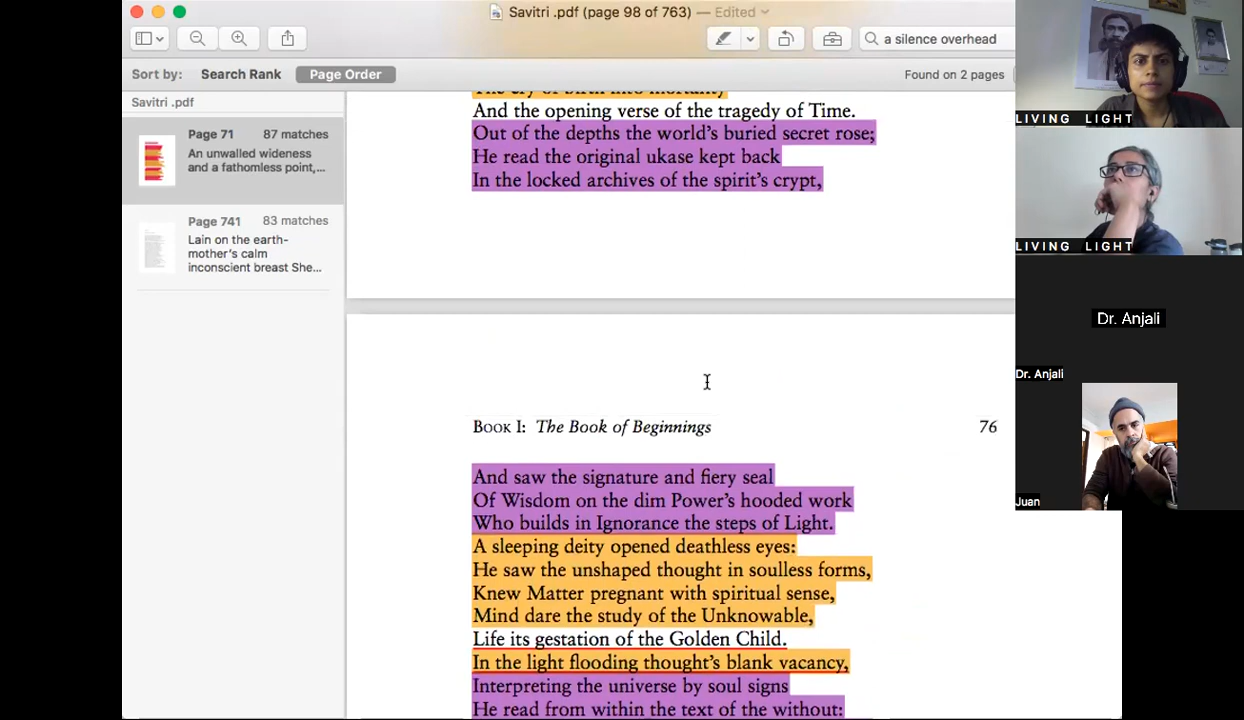 Savitri .pdf (page 98 of 763) — Edited
a silence overhead
Sort by: Search Rank Page Order Found on 2 pages
Savitri .pdf
Page 71 87 matches
An unwalled wideness
and a fathomless point,...
Page 741 83 matches
Lain on the earth-
mother's calm
inconscient breast She...
The cry of birth into mortality
And the opening verse of the tragedy of Time.
Out of the depths the world's buried secret rose;
He read the original ukase kept back
In the locked archives of the spirit's crypt,
Book I: The Book of Beginnings 76
And saw the signature and fiery seal
Of Wisdom on the dim Power's hooded work
Who builds in Ignorance the steps of Light.
A sleeping deity opened deathless eyes:
He saw the unshaped thought in soulless forms,
Knew Matter pregnant with spiritual sense,
Mind dare the study of the Unknowable,
Life its gestation of the Golden Child.
In the light flooding thought's blank vacancy,
Interpreting the universe by soul signs
He read from within the text of the without:
LIVING LIGHT
LIVING LIGHT
Dr. Anjali
Dr. Anjali
Juan